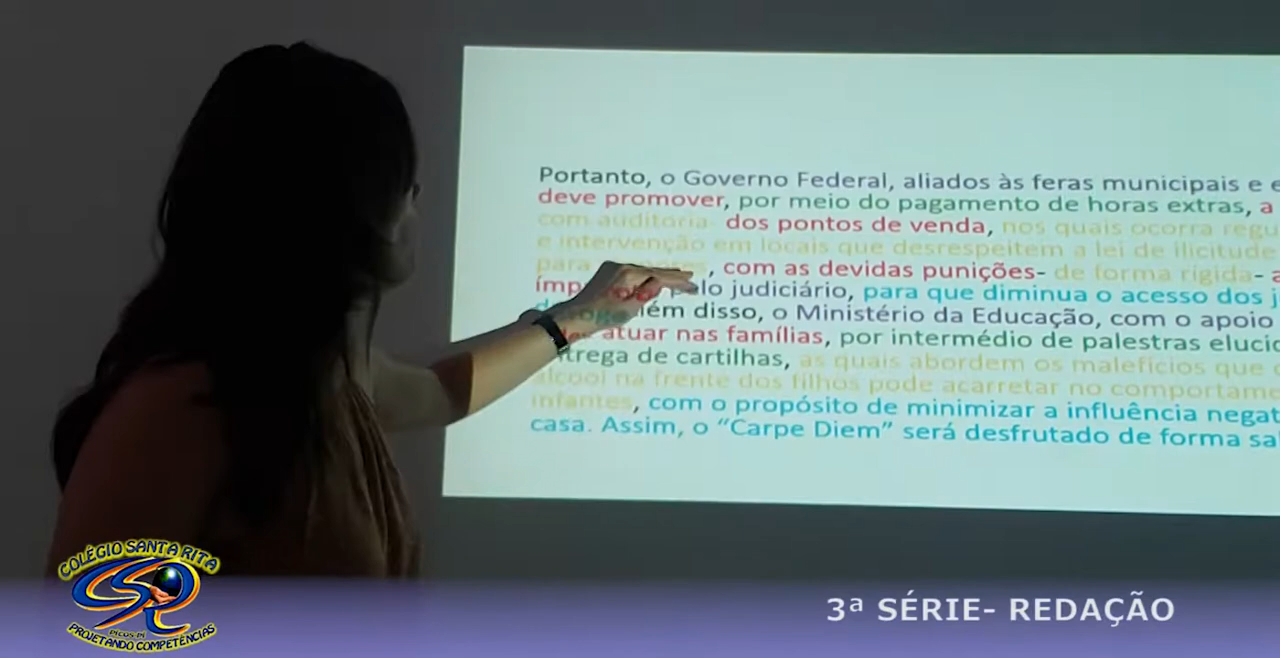 Portanto, o Governo Federal, aliados às feras municipais e e
deve promover, por meio do pagamento de horas extras, a
com auditoria dos pontos de venda, nos quais ocorra regu
e intervenção em locais que desrespeitem a lei de ilicitude
para , com as devidas punições- de forma rígida- a
pelo judiciário, para que diminua o acesso dos j
disso, o Ministério da Educação, com o apoio
atuar nas famílias, por intermédio de palestras elucid
trega de cartilhas, as quais abordem os malefícios que
álcool na frente dos filhos pode acarretar no comportame
infantes, com o propósito de minimizar a influência negat
casa. Assim, o “Carpe Diem” será desfrutado de forma sa
COLÉGIO SANTA RITA
CSR
PICOS-PI
PROJETANDO COMPETÊNCIAS
3ª SÉRIE- REDAÇÃO